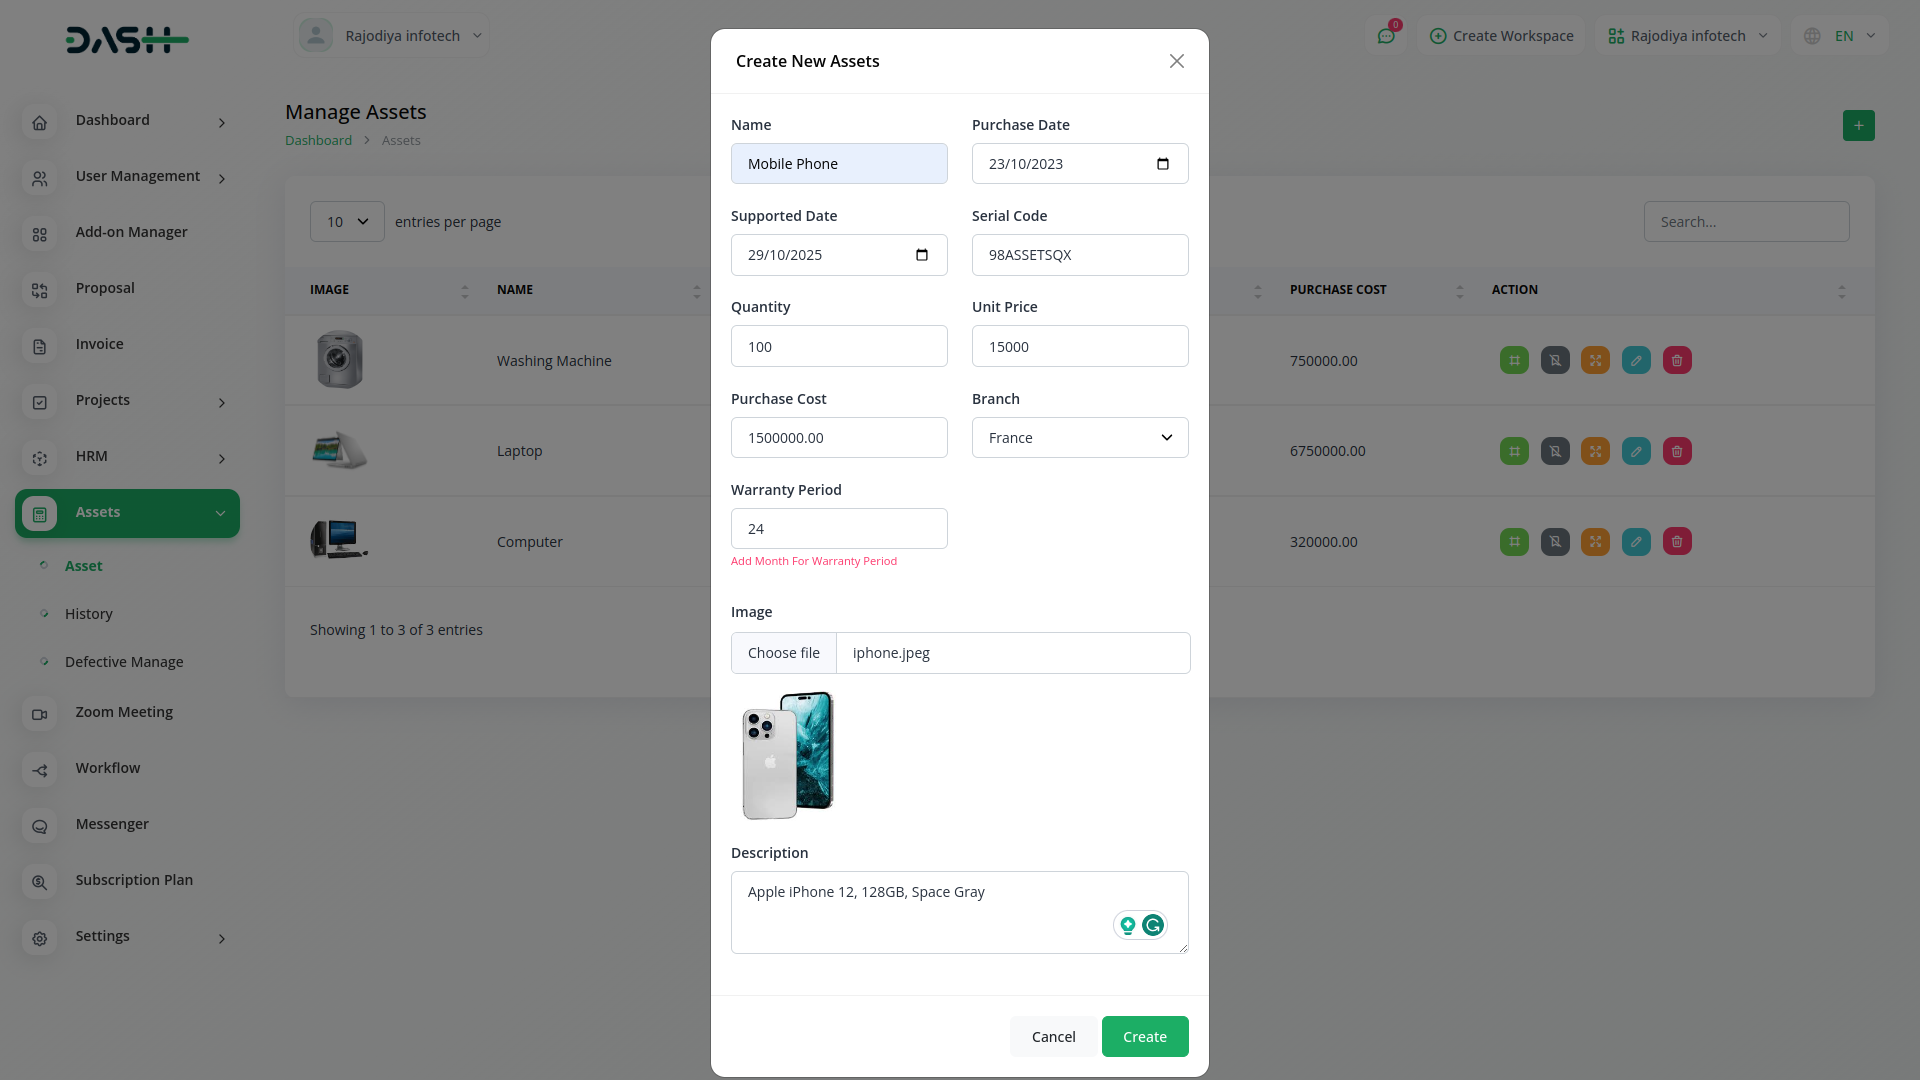 DASH
Rajodiya infotech
0
Create Workspace
Rajodiya infotech
EN
Dashboard
User Management
Add-on Manager
Proposal
Invoice
Projects
HRM
Assets
Asset
History
Defective Manage
Zoom Meeting
Workflow
Messenger
Subscription Plan
Settings
Manage Assets
Dashboard > Assets
+
10 entries per page
Search...
IMAGE NAME PURCHASE COST ACTION
Washing Machine 750000.00
Laptop 6750000.00
Computer 320000.00
Showing 1 to 3 of 3 entries
Create New Assets
Name Purchase Date
Mobile Phone 23/10/2023
Supported Date Serial Code
29/10/2025 98ASSETSQX
Quantity Unit Price
100 15000
Purchase Cost Branch
1500000.00 France
Warranty Period
24
Add Month For Warranty Period
Image
Choose file iphone.jpeg
Description
Apple iPhone 12, 128GB, Space Gray
Cancel Create